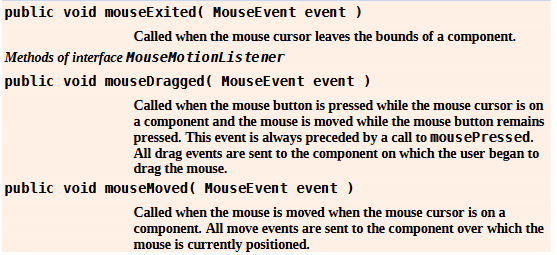 public void mouseExited( MouseEvent event )
Called when the mouse cursor leaves the bounds of a component.
Methods of interface MouseMotionListener
public void mouseDragged( MouseEvent event )
Called when the mouse button is pressed while the mouse cursor is on
a component and the mouse is moved while the mouse button remains
pressed. This event is always preceded by a call to mousePressed.
All drag events are sent to the component on which the user began to
drag the mouse.
public void mouseMoved( MouseEvent event )
Called when the mouse is moved when the mouse cursor is on a
component. All move events are sent to the component over which the
mouse is currently positioned.